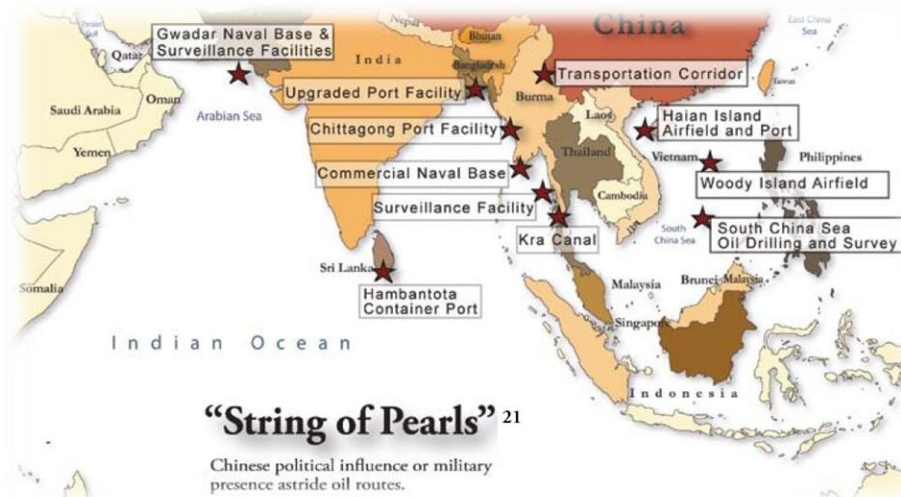 Nepal
China
East China
Sea
Persian
Gulf
Gwadar Naval Base &
Surveillance Facilities
Bhutan
Qatar
India
Bangladesh
Transportation Corridor
Taiwan
Upgraded Port Facility
Burma
Saudi Arabia
Oman
Haian Island
Airfield and Port
Arabian Sea
Laos
Chittagong Port Facility
Yemen
Thailand
Vietnam
Philippines
Commercial Naval Base
Woody Island Airfield
Cambodia
Surveillance Facility
South
China Sea
South China Sea
Oil Drilling and Survey
Kra Canal
Sri Lanka
Brunei
Malaysia
Malaysia
Somalia
Hambantota
Container Port
Singapore
Indian Ocean
Indonesia
“String of Pearls” 21
Chinese political influence or military
presence astride oil routes.